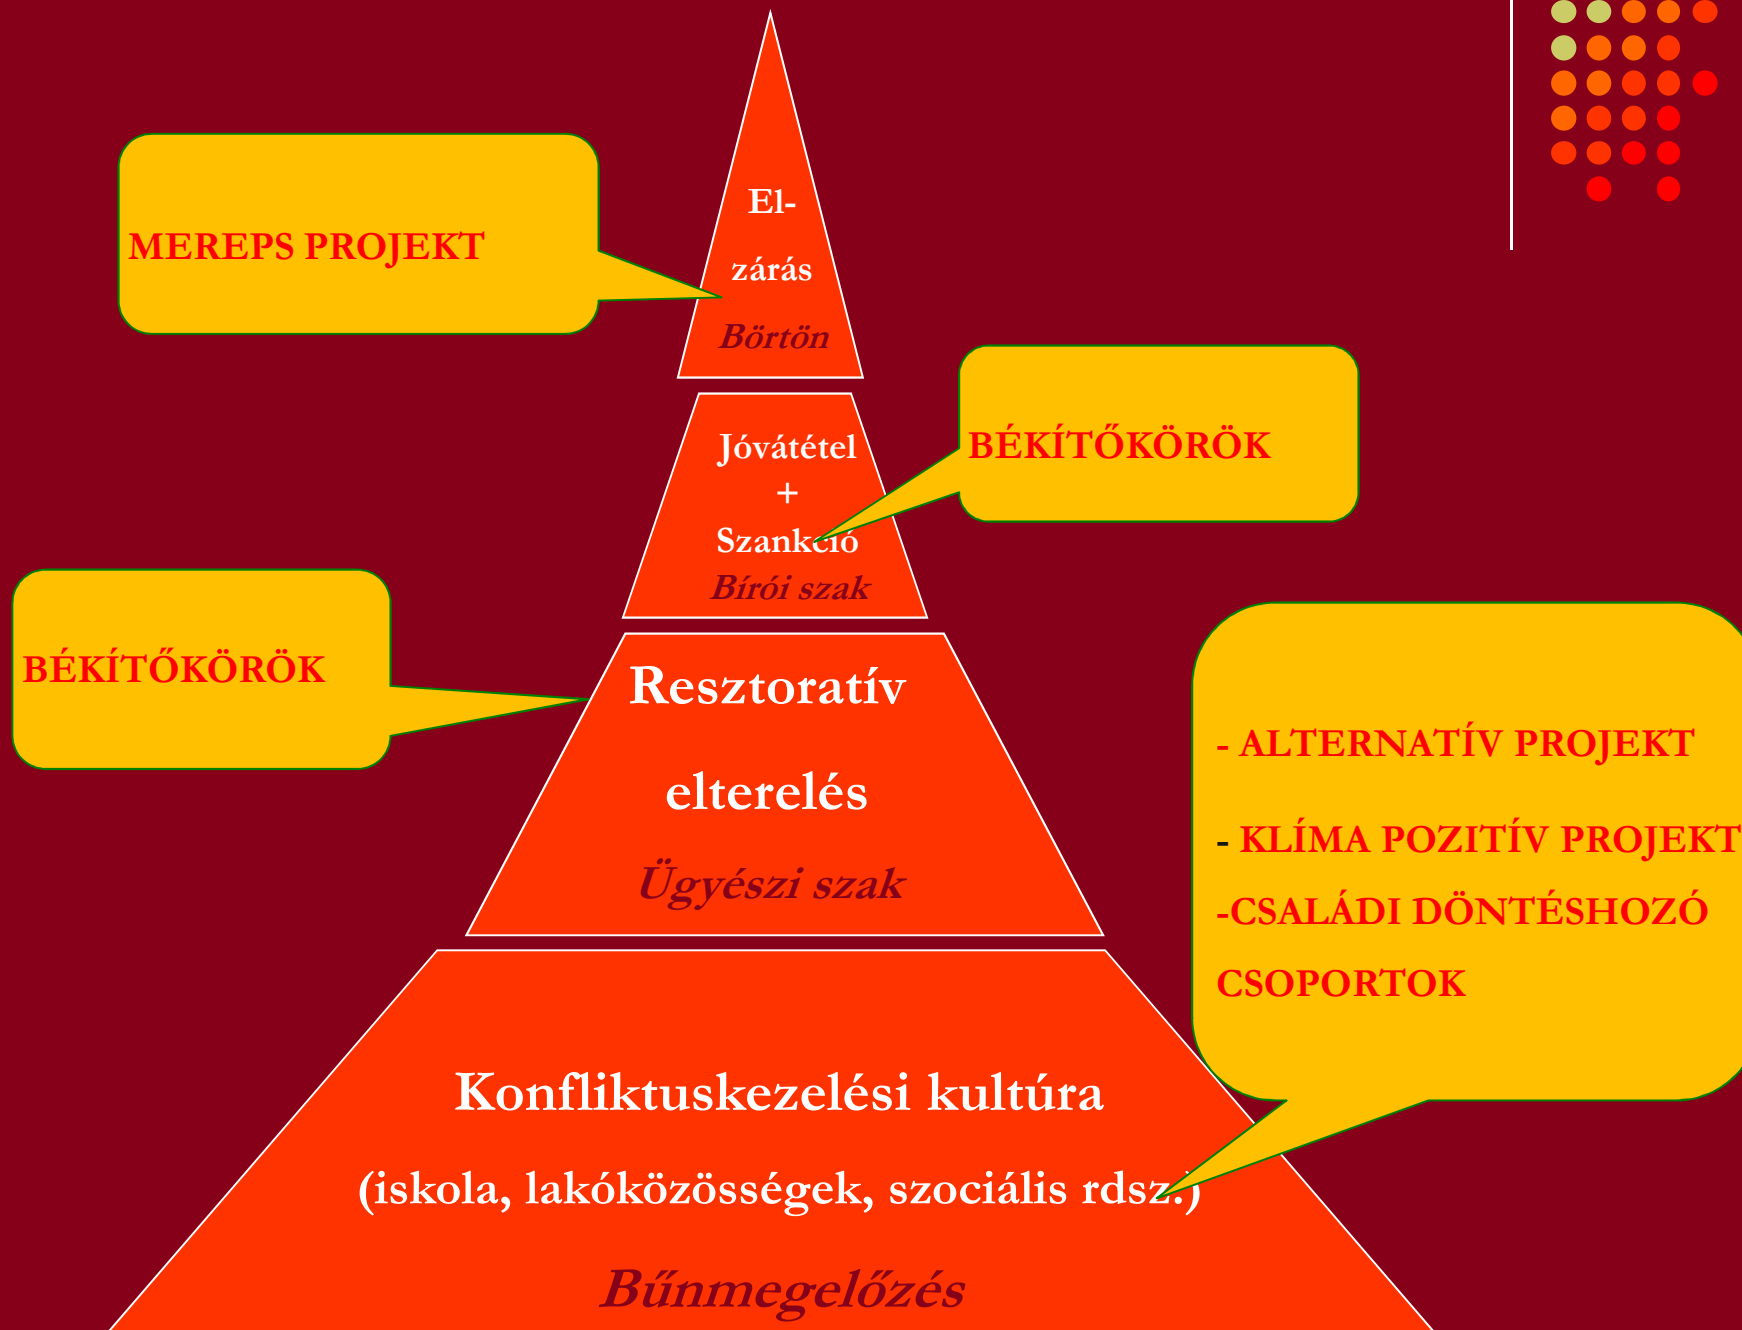 El-
zárás
Börtön
MEREPS PROJEKT
Jóvátétel
+
Szankció
Bírói szak
BÉKÍTŐKÖRÖK
Resztoratív
elterelés
Ügyészi szak
BÉKÍTŐKÖRÖK
- ALTERNATÍV PROJEKT
- KLÍMA POZITÍV PROJEKT
-CSALÁDI DÖNTÉSHOZÓ
CSOPORTOK
Konfliktuskezelési kultúra
(iskola, lakóközösségek, szociális rdsz.)
Bűnmegelőzés